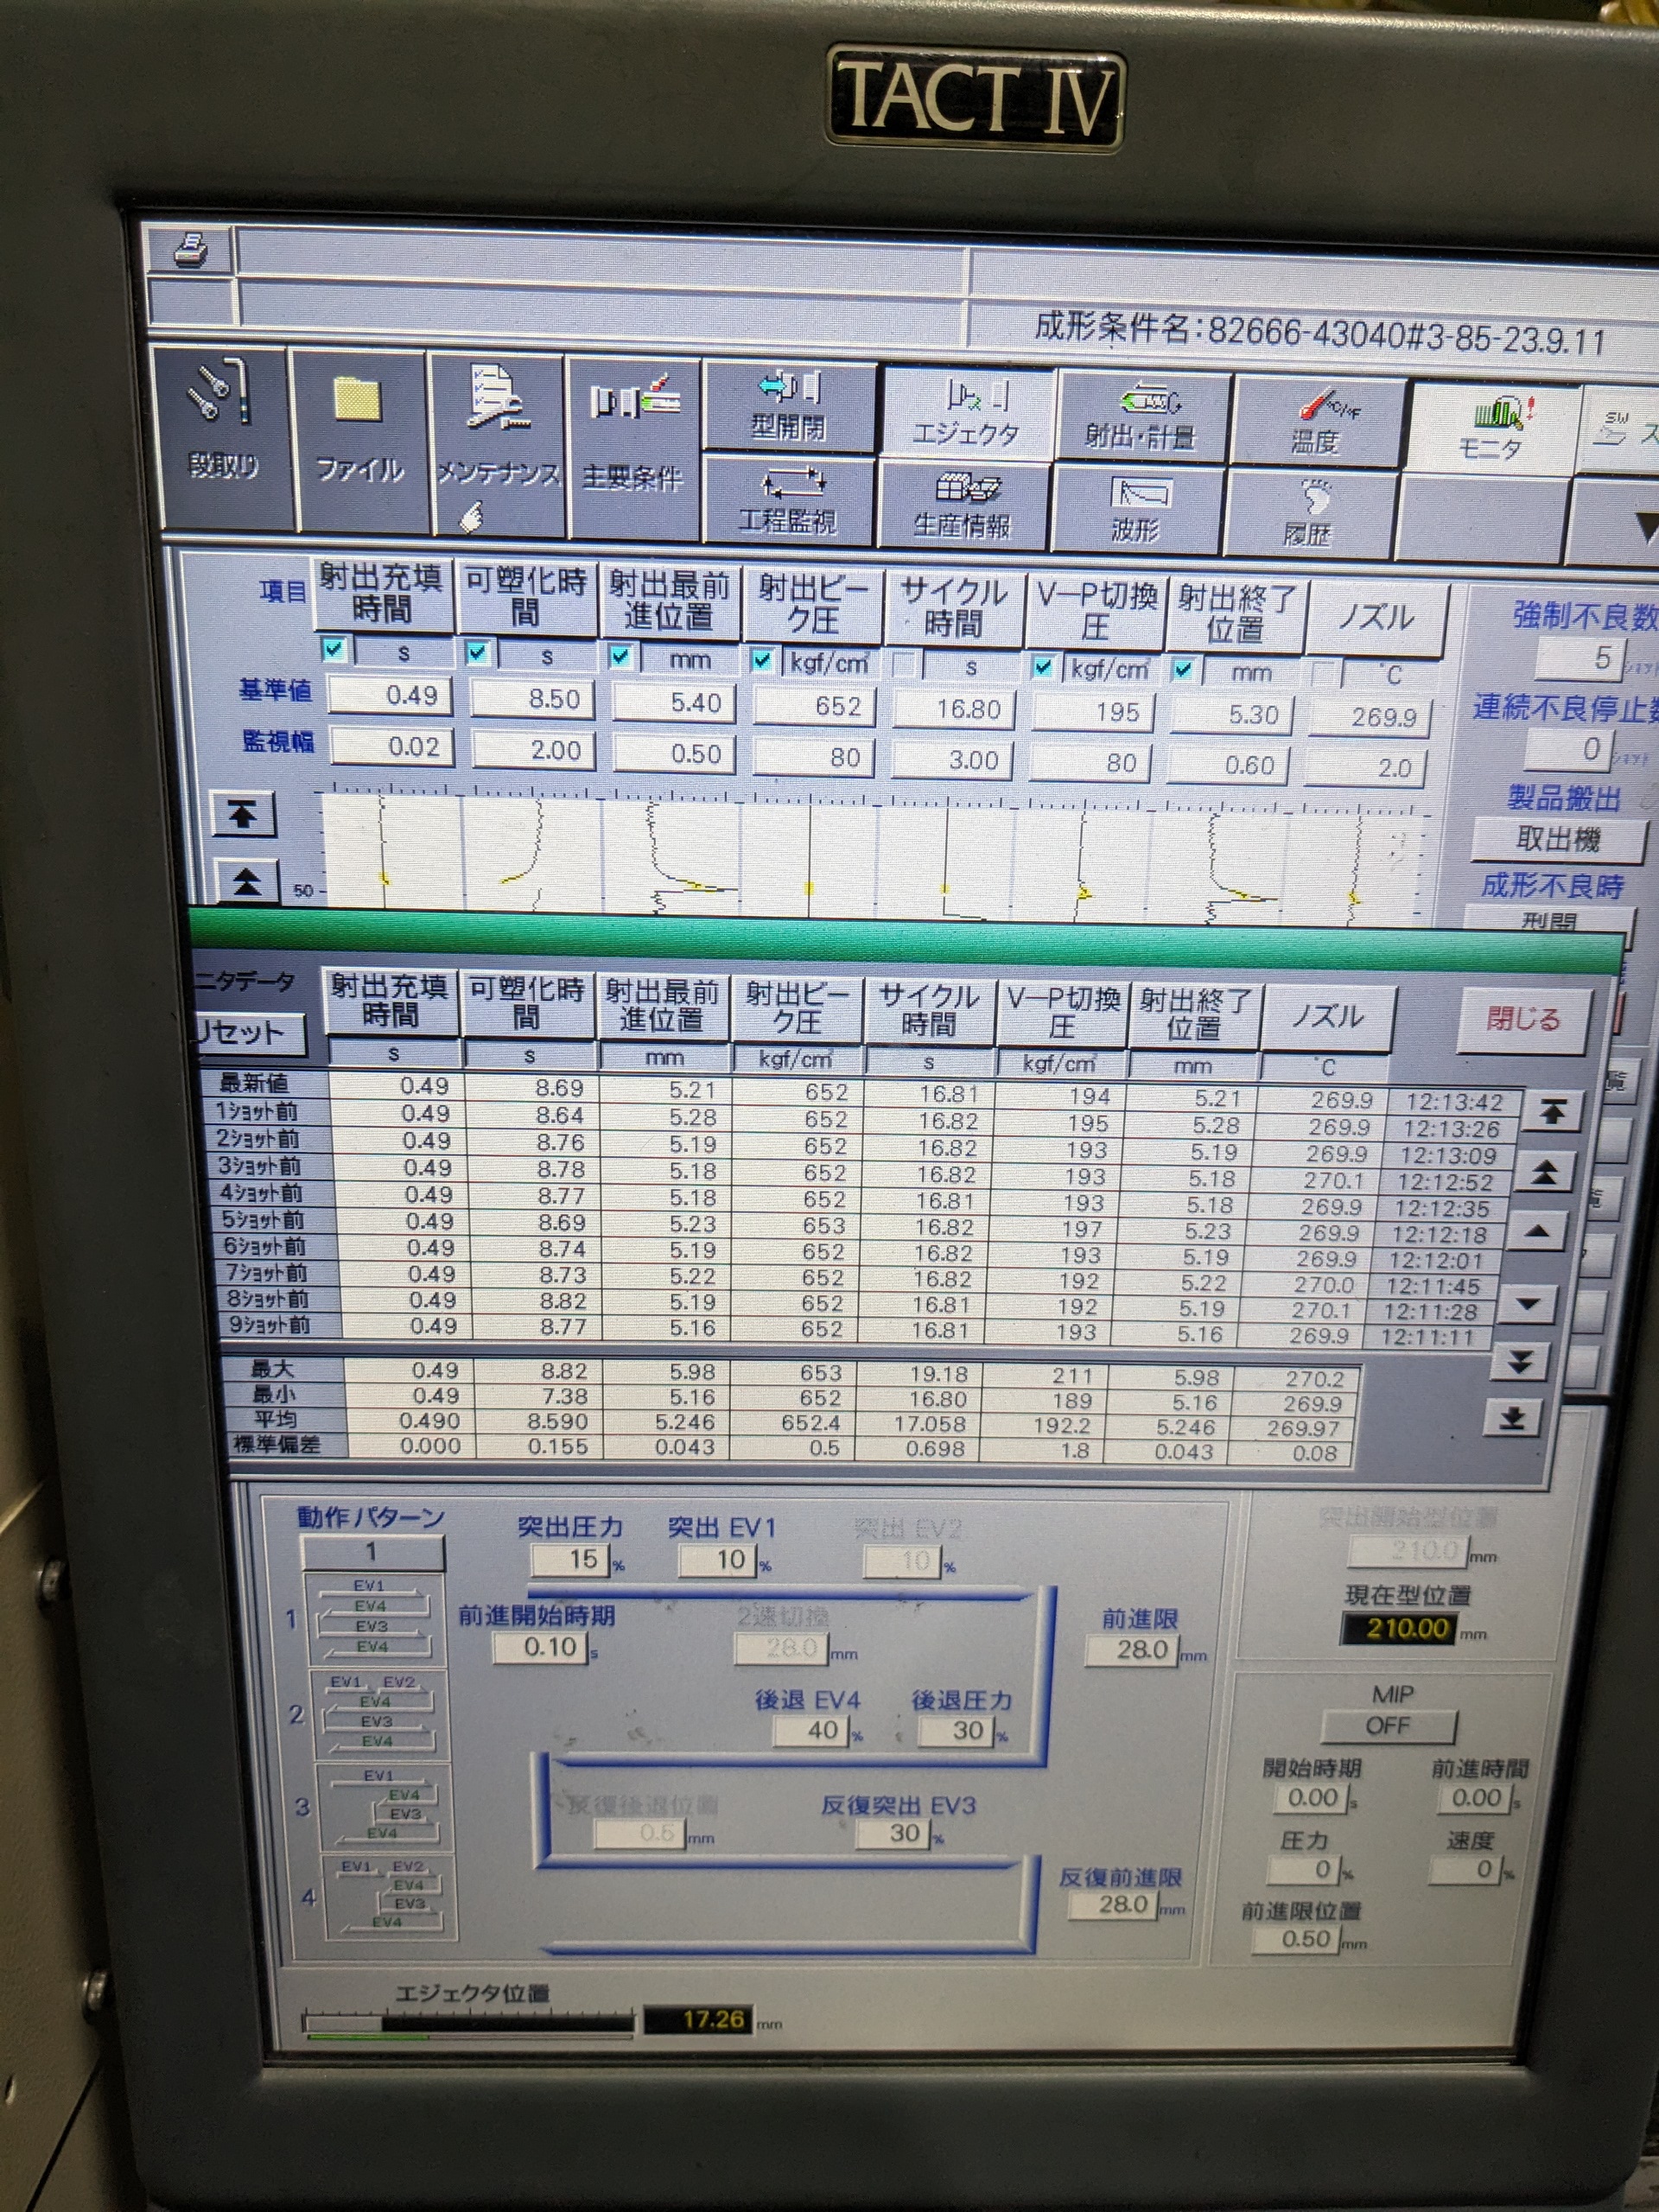 TACT IV
成形条件名:82666-43040#3-85-23.9.11
段取り ファイル メンテナンス 主要条件 型開閉 エジェクタ 射出・計量 温度 モニタ
工程監視 生産情報 波形 履歴
項目 射出充填時間 可塑化時間 射出最前進位置 射出ピーク圧 サイクル時間 V-P切換圧 射出終了位置 ノズル
s s mm kgf/c㎡ s kgf/c㎡ mm ℃
基準値 0.49 8.50 5.40 652 16.80 195 5.30 269.9
監視幅 0.02 2.00 0.50 80 3.00 80 0.60 2.0
強制不良数
5 ショット
連続不良停止数
0 ショット
製品搬出
取出機
成形不良時
型開
50
ニタデータ
リセット
射出充填時間 可塑化時間 射出最前進位置 射出ピーク圧 サイクル時間 V-P切換圧 射出終了位置 ノズル
閉じる
s s mm kgf/c㎡ s kgf/c㎡ mm ℃
最新値 0.49 8.69 5.21 652 16.81 194 5.21 269.9 12:13:42
1ショット前 0.49 8.64 5.28 652 16.82 195 5.28 269.9 12:13:26
2ショット前 0.49 8.76 5.19 652 16.82 193 5.19 269.9 12:13:09
3ショット前 0.49 8.78 5.18 652 16.82 193 5.18 270.1 12:12:52
4ショット前 0.49 8.77 5.18 652 16.81 193 5.18 269.9 12:12:35
5ショット前 0.49 8.69 5.23 653 16.82 197 5.23 269.9 12:12:18
6ショット前 0.49 8.74 5.19 652 16.82 193 5.19 269.9 12:12:01
7ショット前 0.49 8.73 5.22 652 16.82 192 5.22 270.0 12:11:45
8ショット前 0.49 8.82 5.19 652 16.81 192 5.19 270.1 12:11:28
9ショット前 0.49 8.77 5.16 652 16.81 193 5.16 269.9 12:11:11
最大 0.49 8.82 5.98 653 19.18 211 5.98 270.2
最小 0.49 7.38 5.16 652 16.80 189 5.16 269.9
平均 0.490 8.590 5.246 652.4 17.058 192.2 5.246 269.97
標準偏差 0.000 0.155 0.043 0.5 0.698 1.8 0.043 0.08
動作パターン
1
1 EV1 EV4 EV3 EV4
2 EV1 EV2 EV4 EV3 EV4
3 EV1 EV4 EV3 EV4
4 EV1 EV2 EV4 EV3 EV4
突出圧力 突出 EV1 突出 EV2
15 % 10 % 10 %
前進開始時期 2速切換 前進限
0.10 s 28.0 mm 28.0 mm
後退 EV4 後退圧力
40 % 30 %
反復後退位置 反復突出 EV3
0.5 mm 30 %
反復前進限
28.0 mm
突出開始型位置
210.0 mm
現在型位置
210.00 mm
MIP
OFF
開始時期 前進時間
0.00 s 0.00 s
圧力 速度
0 % 0 %
前進限位置
0.50 mm
エジェクタ位置
17.26 mm